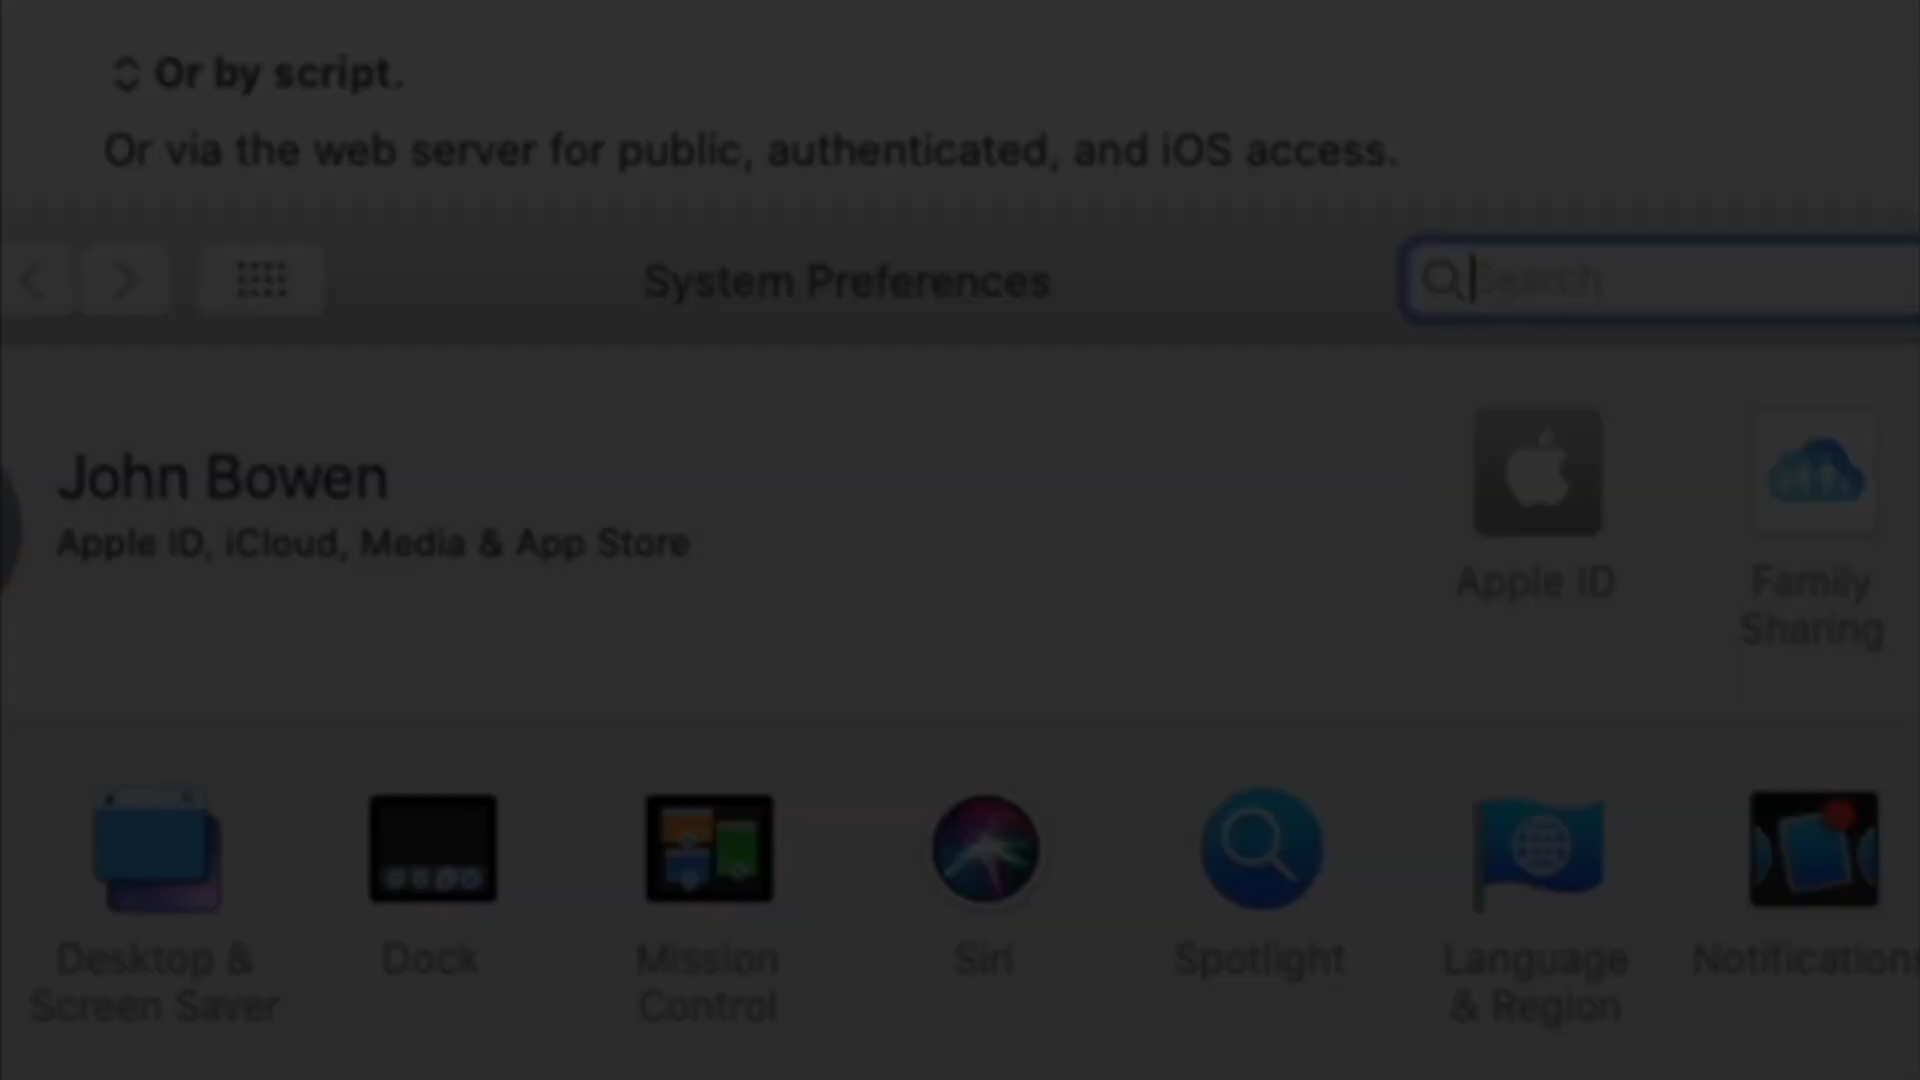 Or by script.
Or via the web server for public, authenticated, and iOS access.
System Preferences
Search
John Bowen
Apple ID, iCloud, Media & App Store
Apple ID
Family
Sharing
Desktop &
Screen Saver
Dock
Mission
Control
Siri
Spotlight
Language
& Region
Notifications